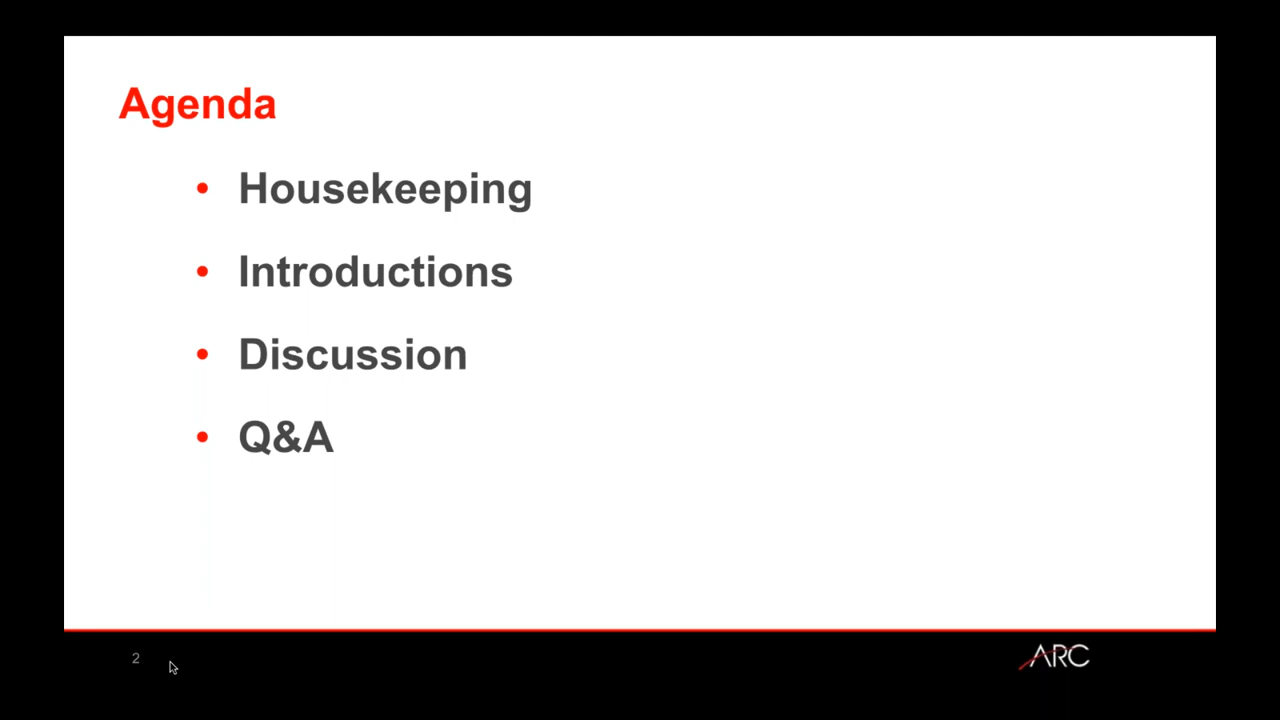 Agenda
• Housekeeping
• Introductions
• Discussion
• Q&A
2
ARC